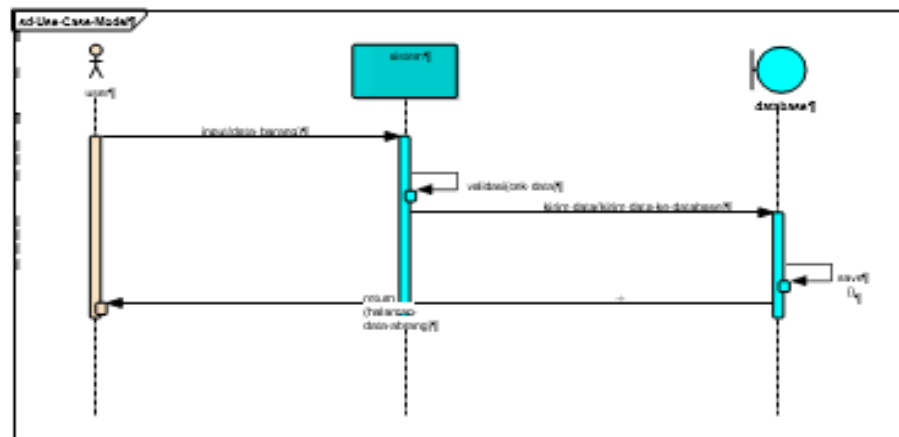 sd-Use-Case-Model¶
user¶
sistem¶
database¶
input(data-barang)¶
validasi(cek-data)¶
kirim-data(kirim-data-ke-database)¶
save¶
()¶
return
(halaman-
data-abrang)¶